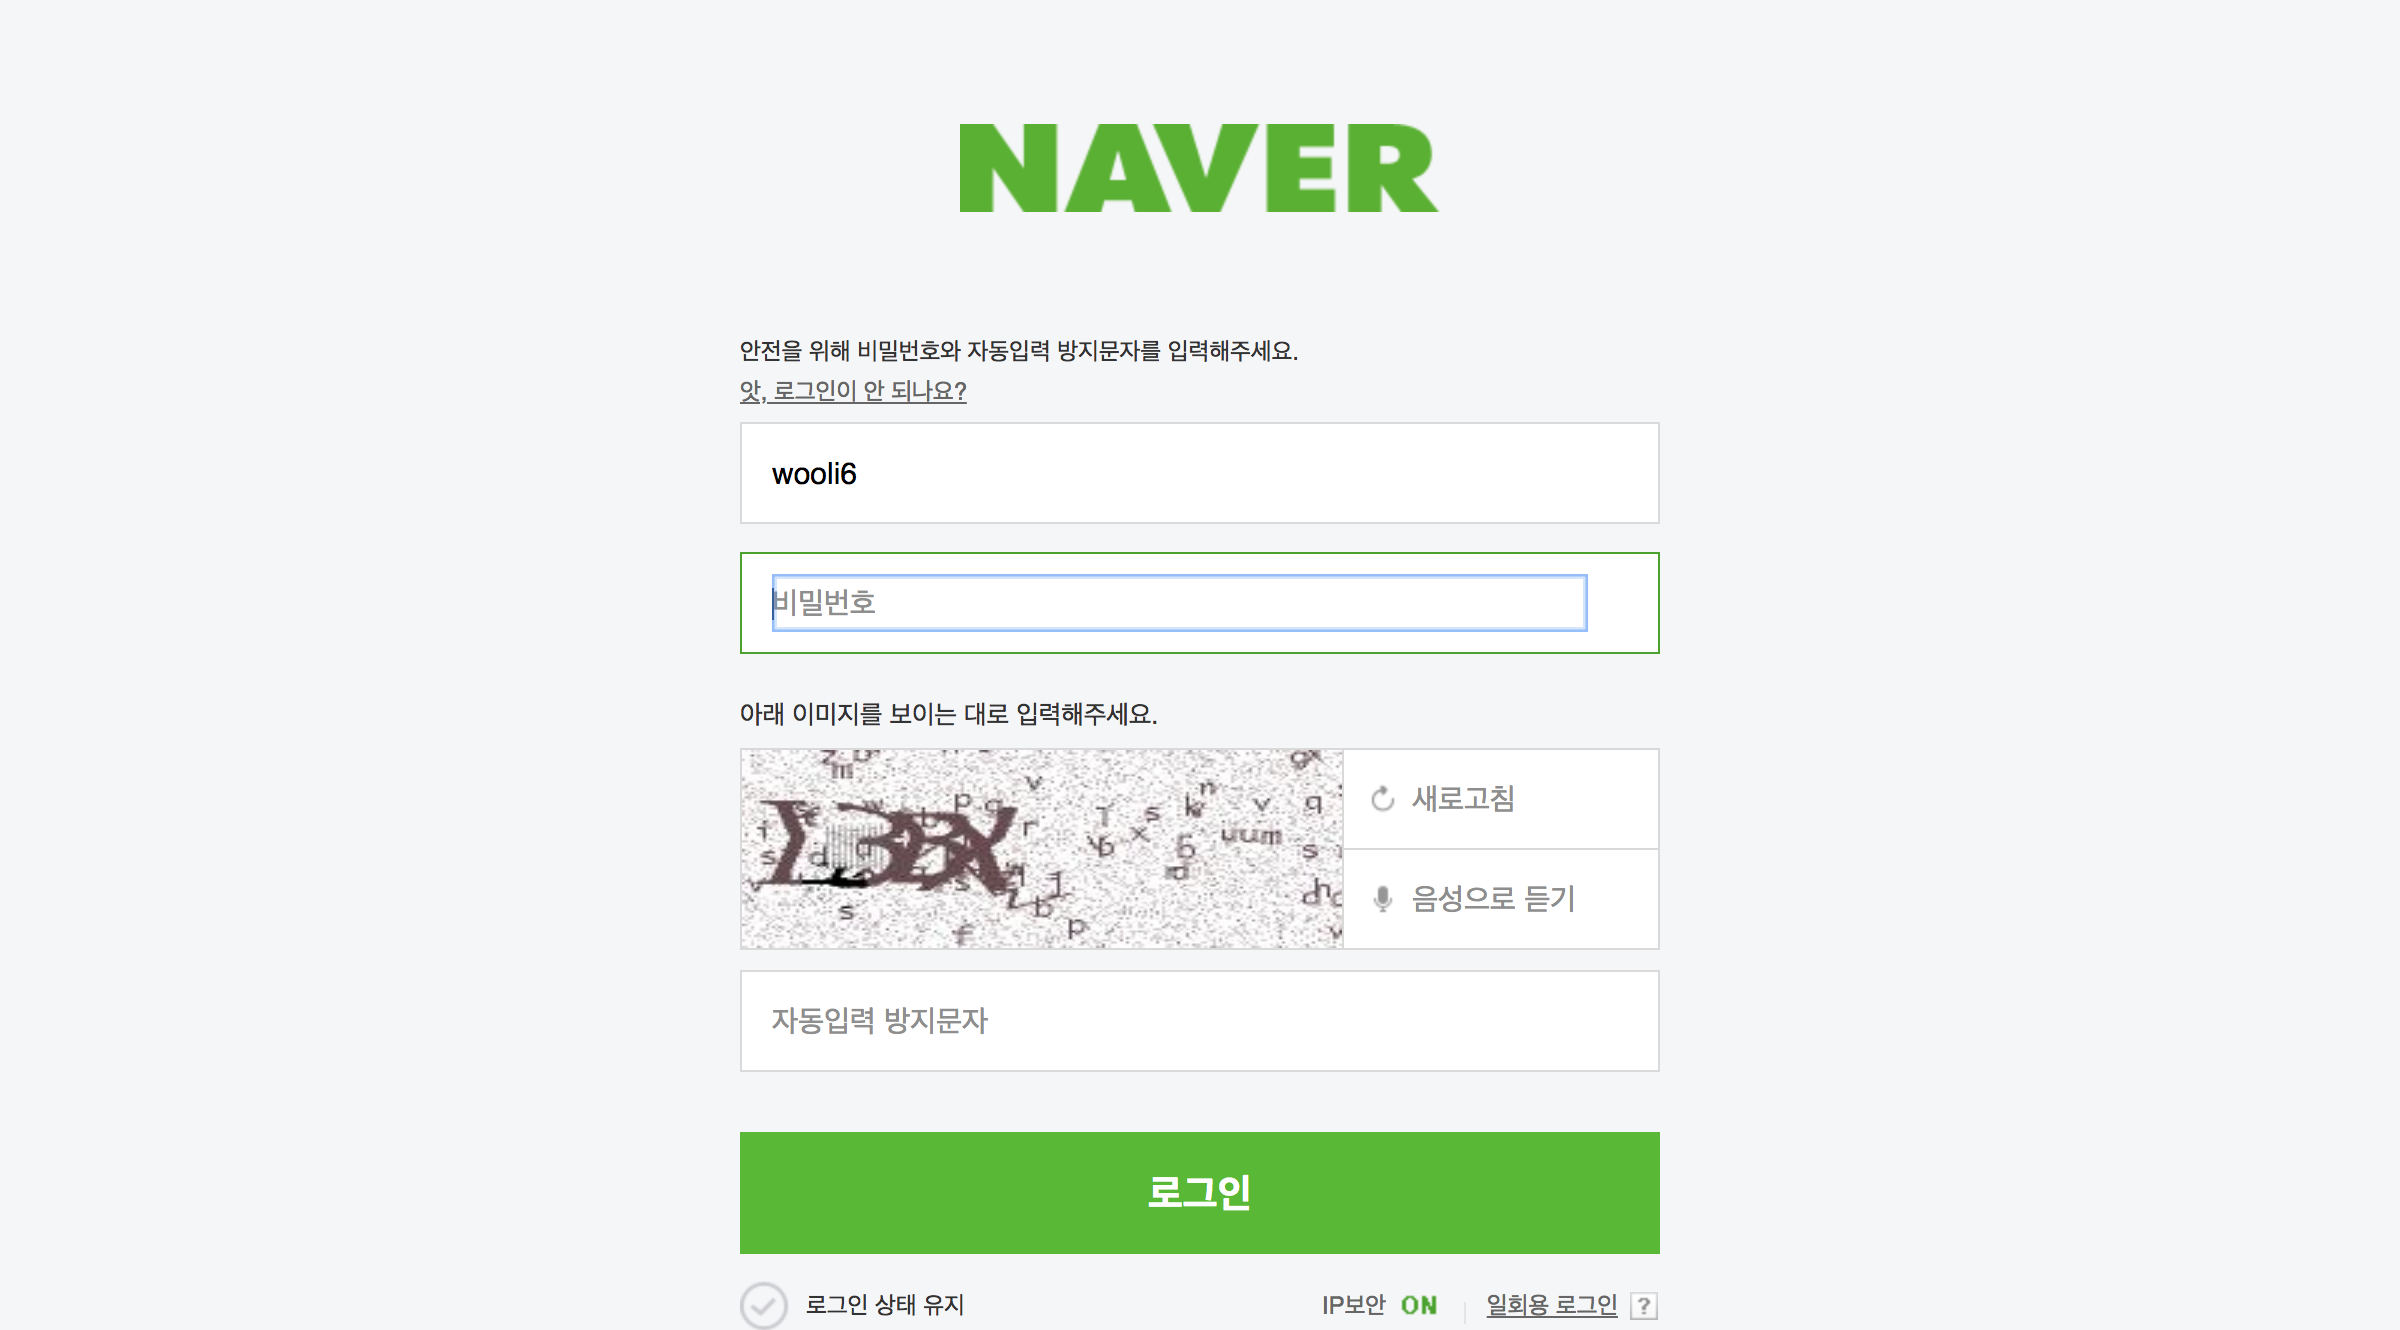 NAVER
안전을 위해 비밀번호와 자동입력 방지문자를 입력해주세요.
앗, 로그인이 안 되나요?
wooli6
비밀번호
아래 이미지를 보이는 대로 입력해주세요.
새로고침
음성으로 듣기
자동입력 방지문자
로그인
로그인 상태 유지
IP보안 ON
일회용 로그인 ?